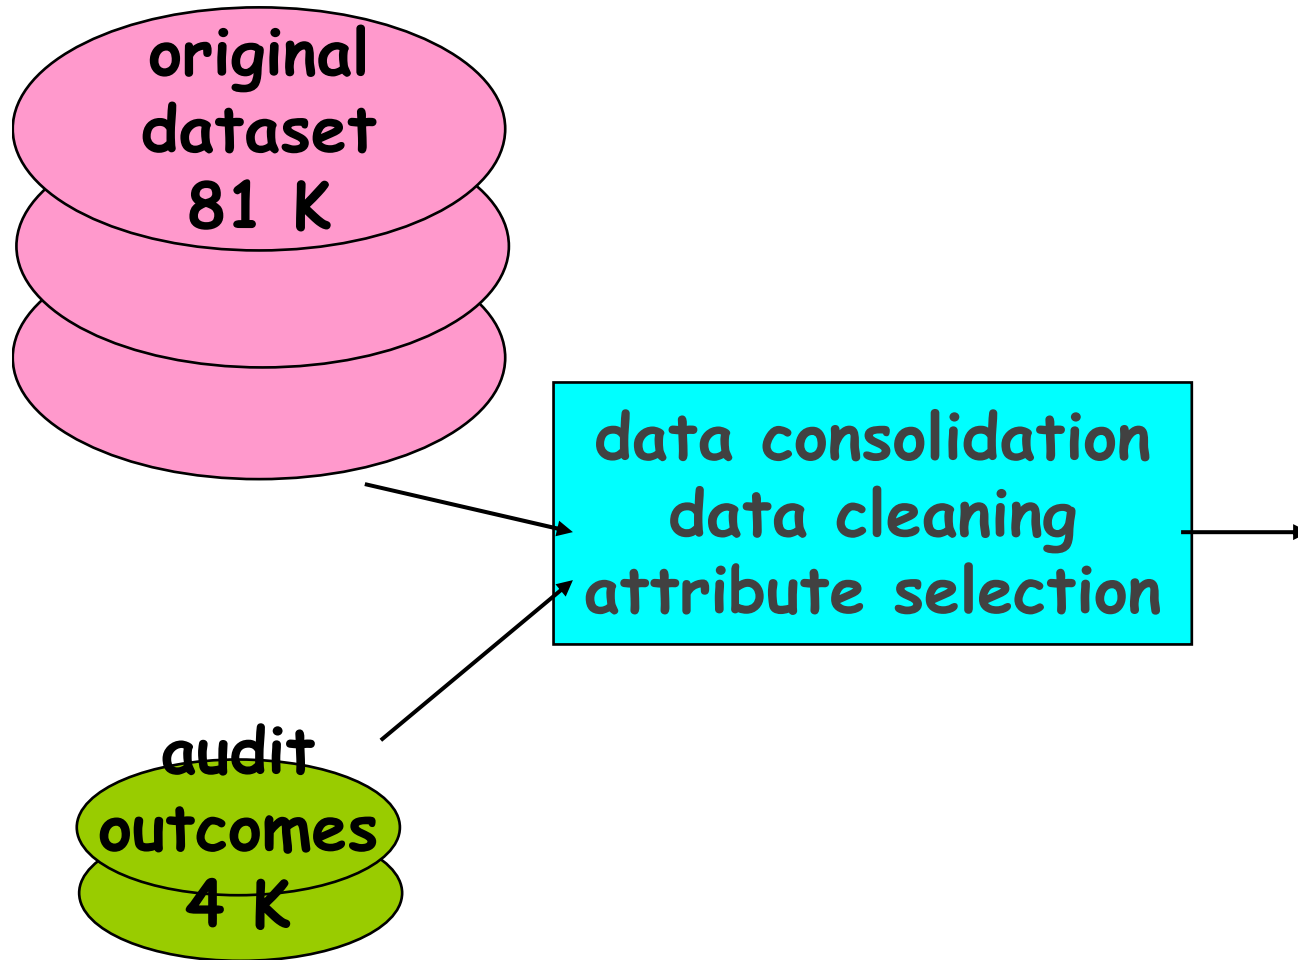 original
dataset
81 K
data consolidation
data cleaning
attribute selection
audit
outcomes
4 K